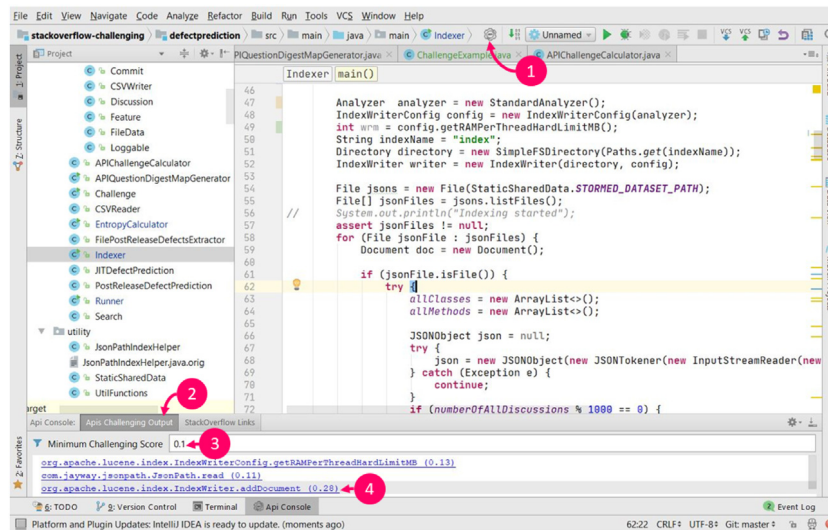 File Edit View Navigate Code Analyze Refactor Build Run Tools VCS Window Help
stackoverflow-challenging defectprediction src main java main Indexer Unnamed VCS VCS
Project PIQuestionDigestMapGenerator.java ChallengeExample.java APIChallengeCalculator.java
1
1: Project
Z: Structure
2: Favorites
Commit
CSVWriter
Discussion
Feature
FileData
Loggable
APIChallengeCalculator
APIQuestionDigestMapGenerator
Challenge
CSVReader
EntropyCalculator
FilePostReleaseDefectsExtractor
Indexer
JITDefectPrediction
PostReleaseDefectPrediction
Runner
Search
utility
JsonPathIndexHelper
JsonPathIndexHelper.java.orig
StaticSharedData
UtilFunctions
arget
Indexer main()
46
47 Analyzer analyzer = new StandardAnalyzer();
48 IndexWriterConfig config = new IndexWriterConfig(analyzer);
49 int wrm = config.getRAMPerThreadHardLimitMB();
50 String indexName = "index";
51 Directory directory = new SimpleFSDirectory(Paths.get(indexName));
52 IndexWriter writer = new IndexWriter(directory, config);
53
54 File jsons = new File(StaticSharedData.STORMED_DATASET_PATH);
55 File[] jsonFiles = jsons.listFiles();
56 // System.out.println("Indexing started");
57 assert jsonFiles != null;
58 for (File jsonFile : jsonFiles) {
59 Document doc = new Document();
60
61 if (jsonFile.isFile()) {
62 try {
63 allClasses = new ArrayList<>();
64 allMethods = new ArrayList<>();
65
66 JSONObject json = null;
67 try {
68 json = new JSONObject(new JSONTokener(new InputStreamReader(new
69 } catch (Exception e) {
70 continue;
71 }
72 if (numberOfAllDiscussions % 1000 == 0) {
2
Api Console: Apis Challenging Output StackOverflow Links
Minimum Challenging Score 0.1 3
org.apache.lucene.index.IndexWriterConfig.getRAMPerThreadHardLimitMB (0.13)
com.jayway.jsonpath.JsonPath.read (0.11)
org.apache.lucene.index.IndexWriter.addDocument (0.28) 4
6: TODO 9: Version Control Terminal Api Console 2 Event Log
Platform and Plugin Updates: IntelliJ IDEA is ready to update. (moments ago) 62:22 CRLF UTF-8 Git: master